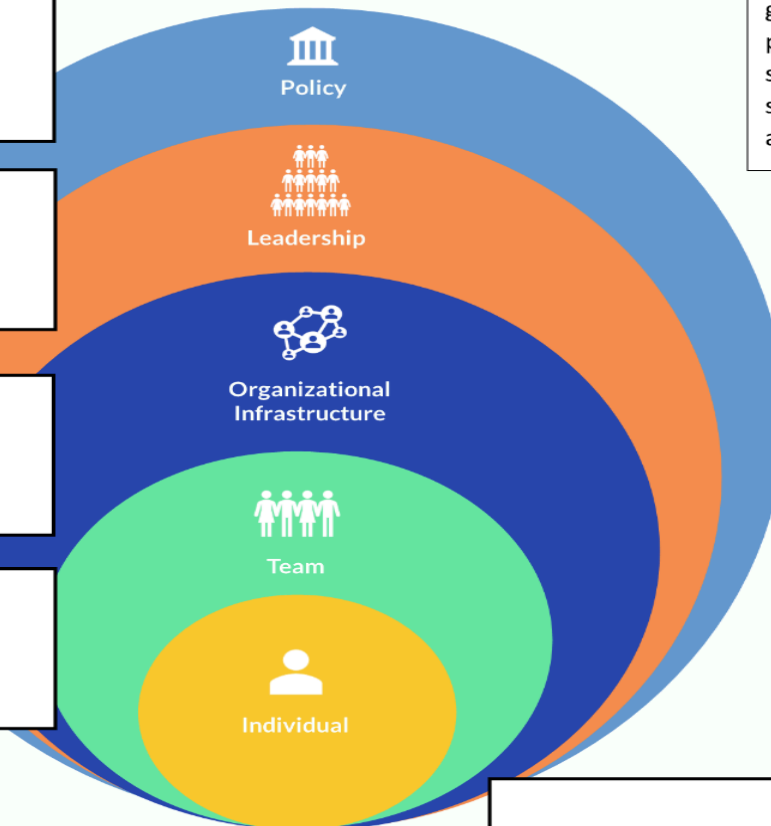 Policy
Leadership
Organizational
Infrastructure
Team
Individual